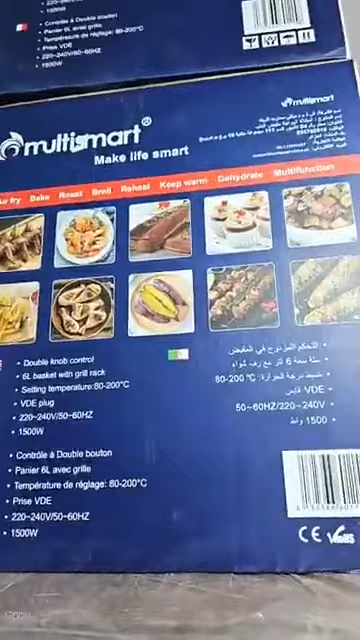 • Contrôle à Double bouton
• Panier 6L avec grille
• Température de réglage: 80-200°C
• Prise VDE
• 220-240V/50-60HZ
• 1500W
multismart®
Make life smart
multismart
Air fry Bake Roast Broil Reheat Keep warm Dehydrate Multifunction
• Double knob control
• 6L basket with grill rack
• Setting temperature:80-200°C
• VDE plug
• 220-240V/50-60HZ
• 1500W
• التحكم المزدوج في المقبض
• سلة سعة 6 لتر مع رف شواء
• ضبط درجة الحرارة: 80-200 °C
• قابس VDE
• 50-60HZ/220-240V
• 1500 واط
• Contrôle à Double bouton
• Panier 6L avec grille
• Température de réglage: 80-200°C
• Prise VDE
• 220-240V/50-60HZ
• 1500W
CE RoHS